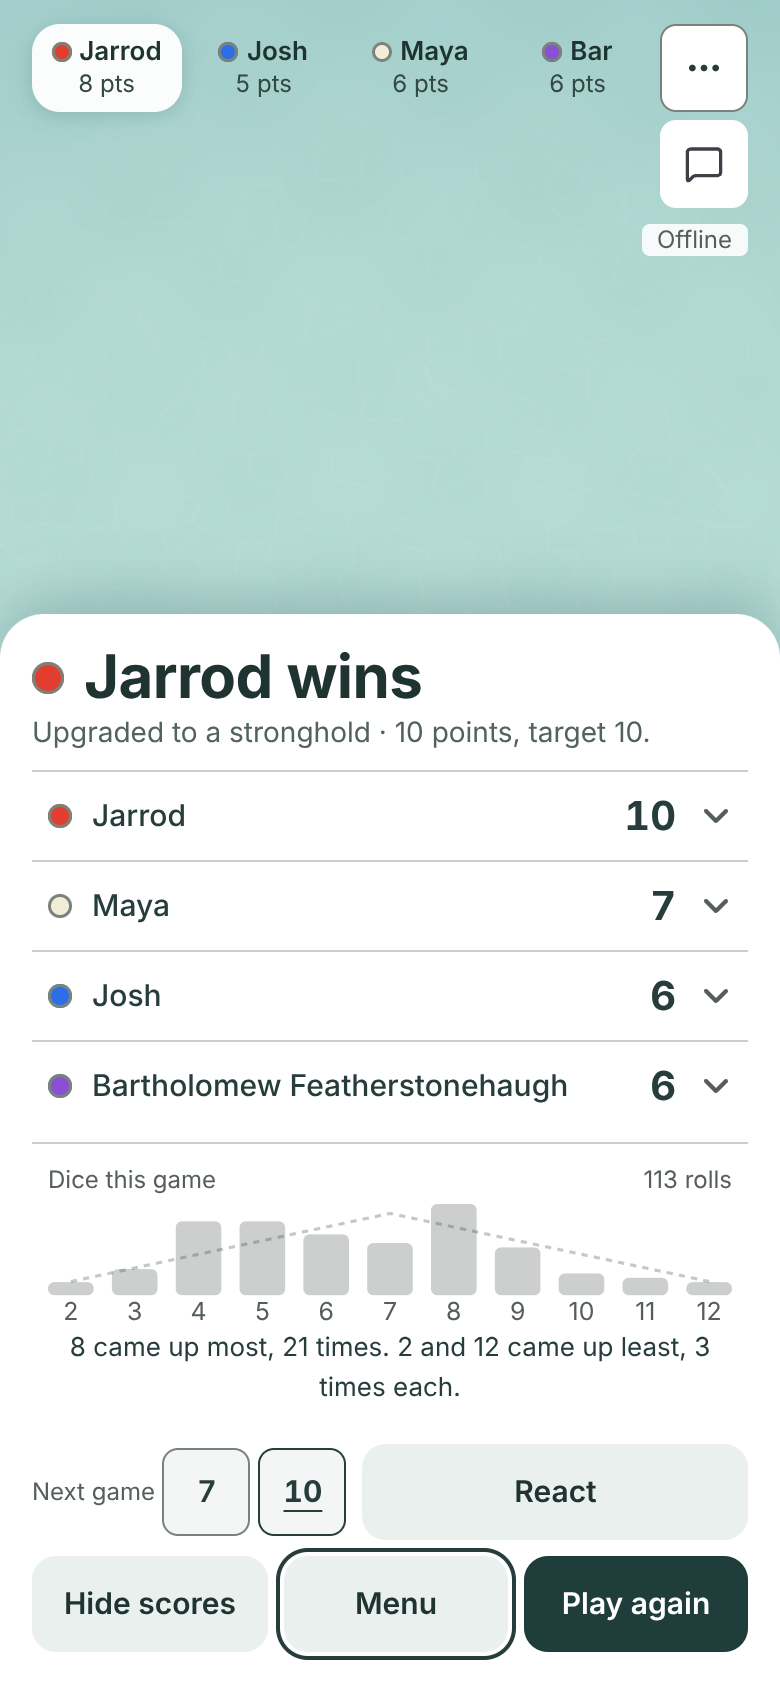 Jarrod
8 pts
Josh
5 pts
Maya
6 pts
Bar
6 pts
Offline
Jarrod wins
Upgraded to a stronghold · 10 points, target 10.
Jarrod 10
Maya 7
Josh 6
Bartholomew Featherstonehaugh 6
Dice this game 113 rolls
2 3 4 5 6 7 8 9 10 11 12
8 came up most, 21 times. 2 and 12 came up least, 3
times each.
Next game 7 10 React
Hide scores Menu Play again